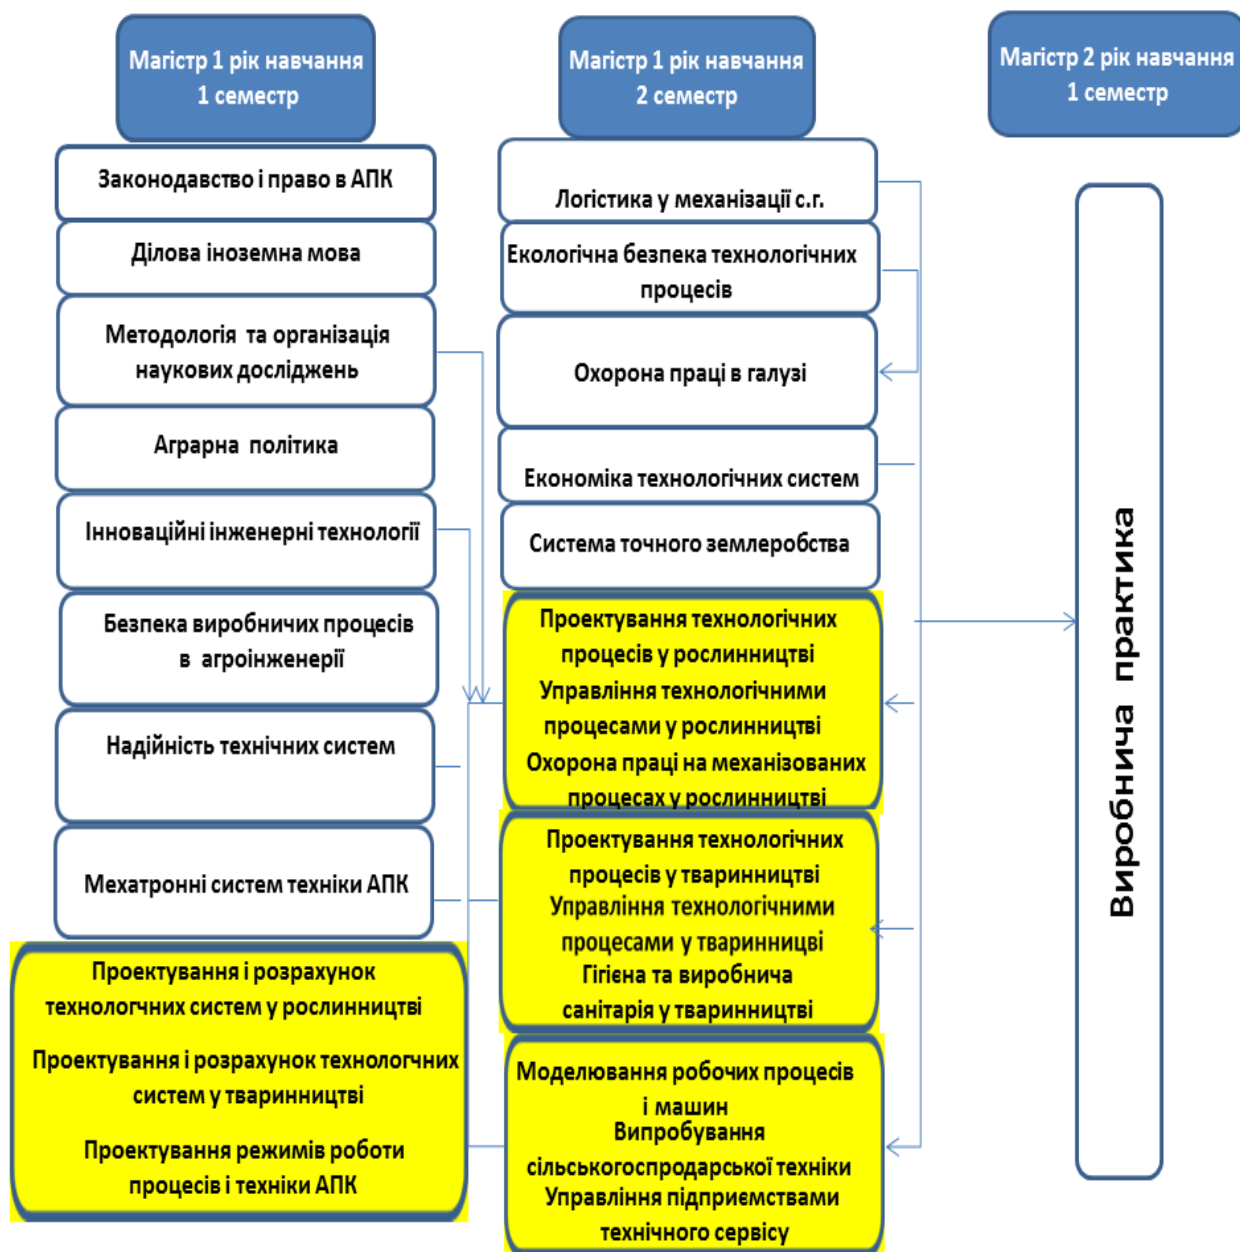 Магістр 1 рік навчання
1 семестр
Законодавство і право в АПК
Ділова іноземна мова
Методологія та організація
наукових досліджень
Аграрна політика
Інноваційні інженерні технології
Безпека виробничих процесів
в агроінженерії
Надійність технічних систем
Мехатронні систем техніки АПК
Проектування і розрахунок
технологчних систем у рослинництві
Проектування і розрахунок технологчних
систем у тваринництві
Проектування режимів роботи
процесів і техніки АПК
Магістр 1 рік навчання
2 семестр
Логістика у механізації с.г.
Екологічна безпека технологічних
процесів
Охорона праці в галузі
Економіка технологічних систем
Система точного землеробства
Проектування технологічних
процесів у рослинництві
Управління технологічними
процесами у рослинництві
Охорона праці на механізованих
процесах у рослинництві
Проектування технологічних
процесів у тваринництві
Управління технологічними
процесами у тваринницві
Гігієна та виробнича
санітарія у тваринництві
Моделювання робочих процесів
і машин
Випробування
сільськогоспродарської техніки
Управління підприємствами
технічного сервісу
Магістр 2 рік навчання
1 семестр
Виробнича практика